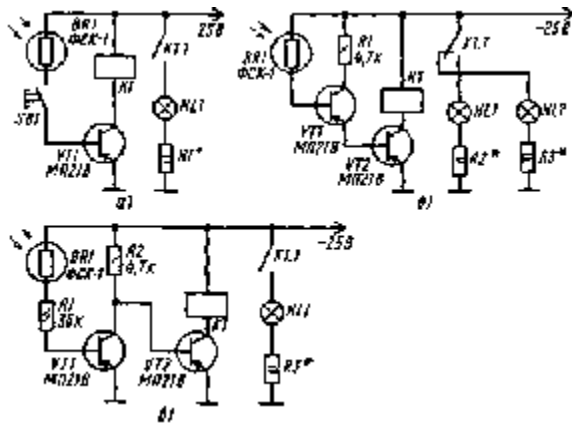 BR1
ФСК-1
25В
K1
K1.1
HL1
R1*
SB1
VT1
МП21В
а)
BR1
ФСК-1
R1
4,7к
-25В
K1
K1.1
HL1
R2*
R3*
VT1
МП21В
VT2
МП21В
BR1
ФСК-1
R2
4,7к
-25В
K1
K1.1
HL1
R1
36к
R3*
VT1
МП21В
VT2
МП21В